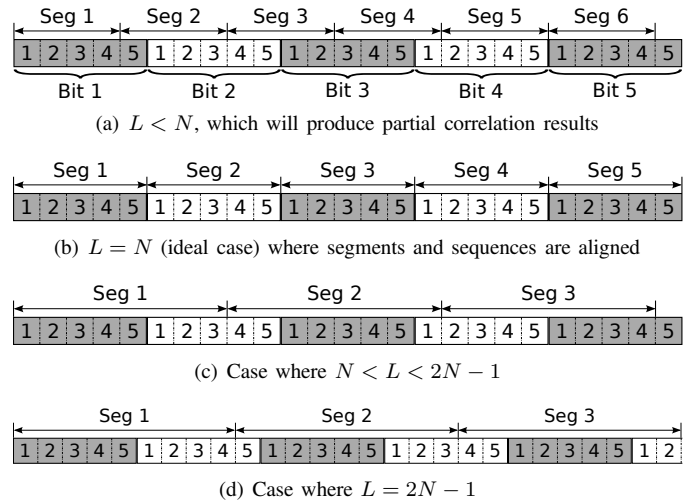 Seg 1 Seg 2 Seg 3 Seg 4 Seg 5 Seg 6
1 2 3 4 5 1 2 3 4 5 1 2 3 4 5 1 2 3 4 5 1 2 3 4 5
Bit 1 Bit 2 Bit 3 Bit 4 Bit 5
(a) L < N, which will produce partial correlation results
Seg 1 Seg 2 Seg 3 Seg 4 Seg 5
1 2 3 4 5 1 2 3 4 5 1 2 3 4 5 1 2 3 4 5 1 2 3 4 5
(b) L = N (ideal case) where segments and sequences are aligned
Seg 1 Seg 2 Seg 3
1 2 3 4 5 1 2 3 4 5 1 2 3 4 5 1 2 3 4 5 1 2 3 4 5
(c) Case where N < L < 2N − 1
Seg 1 Seg 2 Seg 3
1 2 3 4 5 1 2 3 4 5 1 2 3 4 5 1 2 3 4 5 1 2 3 4 5 1 2
(d) Case where L = 2N − 1